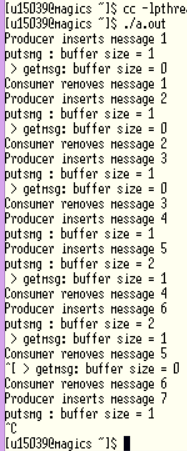 [u15039@magics ~]$ cc -lpthrea
[u15039@magics ~]$ ./a.out
Producer inserts message 1
putsmg : buffer size = 1
 > getmsg: buffer size = 0
Consumer removes message 1
Producer inserts message 2
putsmg : buffer size = 1
 > getmsg: buffer size = 0
Consumer removes message 2
Producer inserts message 3
putsmg : buffer size = 1
 > getmsg: buffer size = 0
Consumer removes message 3
Producer inserts message 4
putsmg : buffer size = 1
Producer inserts message 5
putsmg : buffer size = 2
 > getmsg: buffer size = 1
Consumer removes message 4
Producer inserts message 6
putsmg : buffer size = 2
 > getmsg: buffer size = 1
Consumer removes message 5
^[ > getmsg: buffer size = 0
Consumer removes message 6
Producer inserts message 7
putsmg : buffer size = 1
^C
[u15039@magics ~]$